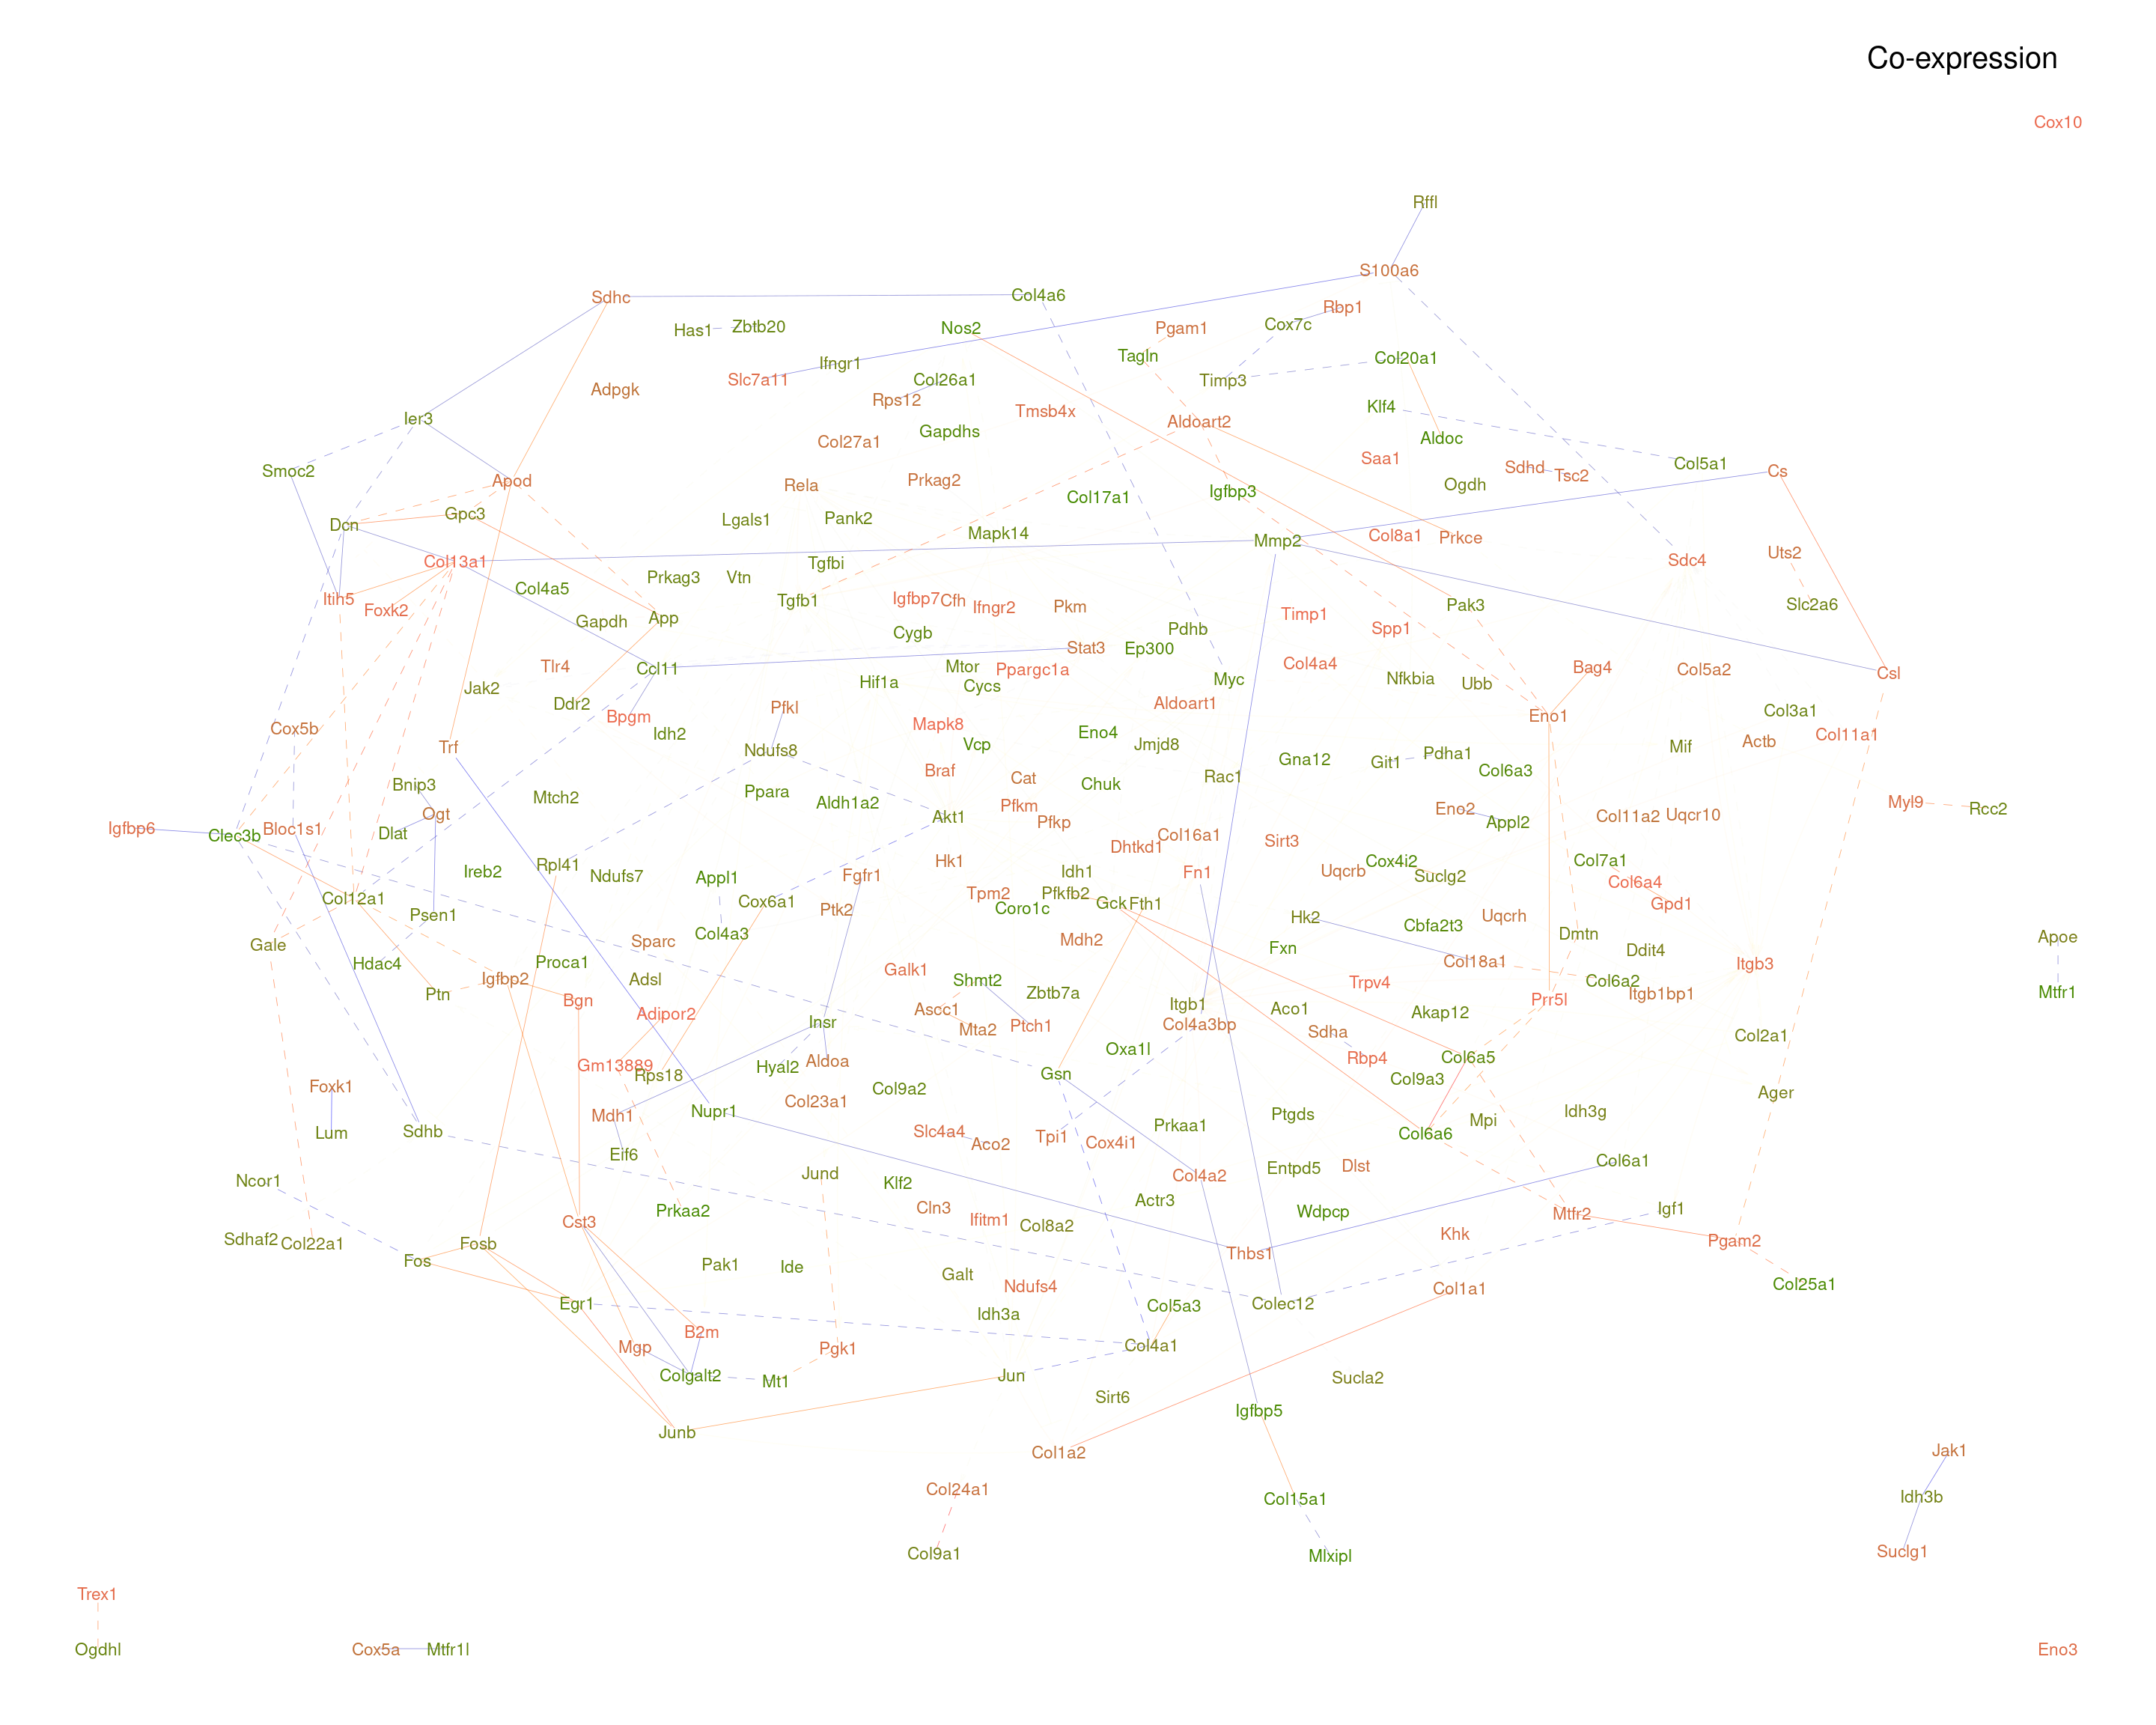 Co-expression
Cox10
Rffl
S100a6
Sdhc
Col4a6
Rbp1
Has1
Zbtb20
Nos2
Pgam1
Cox7c
Tagln
Col20a1
Ifngr1
Slc7a11
Col26a1
Timp3
Adpgk
Rps12
Tmsb4x
Klf4
Ier3
Aldoart2
Col27a1
Gapdhs
Aldoc
Saa1
Col5a1
Smoc2
Sdhd
Tsc2
Cs
Apod
Rela
Prkag2
Ogdh
Col17a1
Igfbp3
Gpc3
Dcn
Lgals1
Pank2
Mapk14
Mmp2
Col8a1
Prkce
Col13a1
Tgfbi
Sdc4
Uts2
Prkag3
Vtn
Col4a5
Itih5
Foxk2
Tgfb1
Igfbp7
Cfh
Ifngr2
Pkm
Timp1
Pak3
Slc2a6
Gapdh
App
Cygb
Pdhb
Spp1
Stat3
Ep300
Tlr4
Ccl11
Mtor
Ppargc1a
Col4a4
Bag4
Col5a2
Csl
Jak2
Hif1a
Cycs
Myc
Nfkbia
Ubb
Ddr2
Bpgm
Pfkl
Aldoart1
Eno1
Col3a1
Cox5b
Idh2
Mapk8
Eno4
Col11a1
Trf
Ndufs8
Vcp
Jmjd8
Mif
Actb
Gna12
Git1
Pdha1
Col6a3
Bnip3
Braf
Cat
Chuk
Rac1
Mtch2
Ppara
Aldh1a2
Ogt
Pfkm
Pfkp
Akt1
Eno2
Appl2
Col11a2
Uqcr10
Myl9
Rcc2
Igfbp6
Clec3b
Bloc1s1
Dlat
Dhtkd1
Col16a1
Sirt3
Rpl41
Hk1
Cox4i2
Col7a1
Ireb2
Ndufs7
Appl1
Fgfr1
Idh1
Fn1
Uqcrb
Suclg2
Col6a4
Col12a1
Cox6a1
Tpm2
Pfkfb2
Gck
Fth1
Gpd1
Psen1
Ptk2
Coro1c
Hk2
Uqcrh
Col4a3
Cbfa2t3
Dmtn
Gale
Sparc
Mdh2
Fxn
Ddit4
Apoe
Hdac4
Proca1
Galk1
Col18a1
Itgb3
Igfbp2
Adsl
Shmt2
Trpv4
Col6a2
Ptn
Bgn
Zbtb7a
Itgb1
Prr5l
Itgb1bp1
Mtfr1
Adipor2
Insr
Ascc1
Mta2
Ptch1
Col4a3bp
Aco1
Akap12
Sdha
Col2a1
Gm13889
Rps18
Hyal2
Aldoa
Gsn
Oxa1l
Rbp4
Col6a5
Foxk1
Col9a2
Col9a3
Ager
Mdh1
Nupr1
Col23a1
Ptgds
Idh3g
Lum
Sdhb
Slc4a4
Aco2
Tpi1
Cox4i1
Prkaa1
Col6a6
Mpi
Eif6
Jund
Col4a2
Entpd5
Dlst
Col6a1
Ncor1
Klf2
Actr3
Prkaa2
Cln3
Ifitm1
Col8a2
Wdpcp
Mtfr2
Igf1
Cst3
Sdhaf2
Col22a1
Fosb
Thbs1
Khk
Pgam2
Fos
Pak1
Ide
Galt
Ndufs4
Col1a1
Col25a1
Egr1
Idh3a
Col5a3
Colec12
B2m
Mgp
Pgk1
Col4a1
Colgalt2
Mt1
Jun
Sucla2
Sirt6
Igfbp5
Junb
Col1a2
Jak1
Col24a1
Col15a1
Idh3b
Col9a1
Mlxipl
Suclg1
Trex1
Ogdhl
Cox5a
Mtfr1l
Eno3